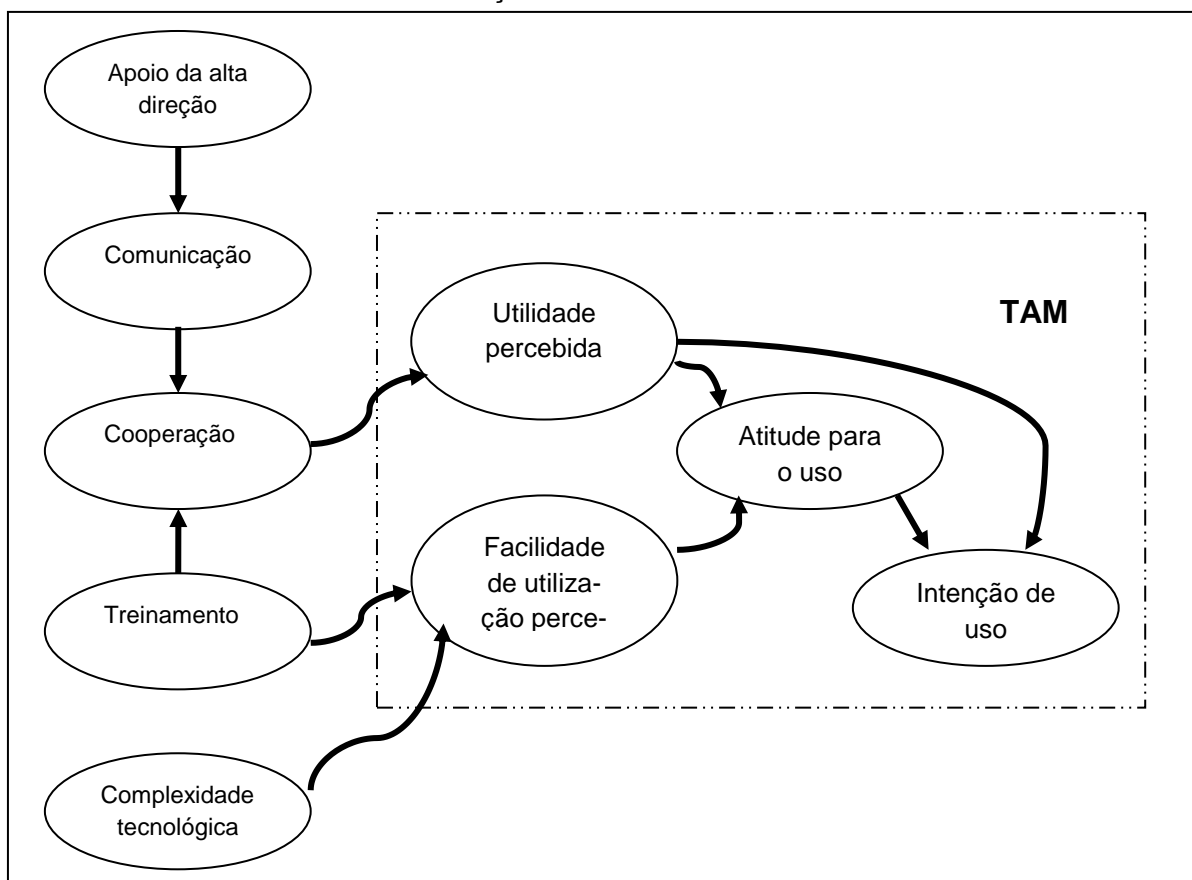 Apoio da alta
direção
Comunicação
Cooperação
Treinamento
Complexidade
tecnológica
TAM
Utilidade
percebida
Atitude para
o uso
Facilidade
de utiliza-
ção perce-
Intenção de
uso